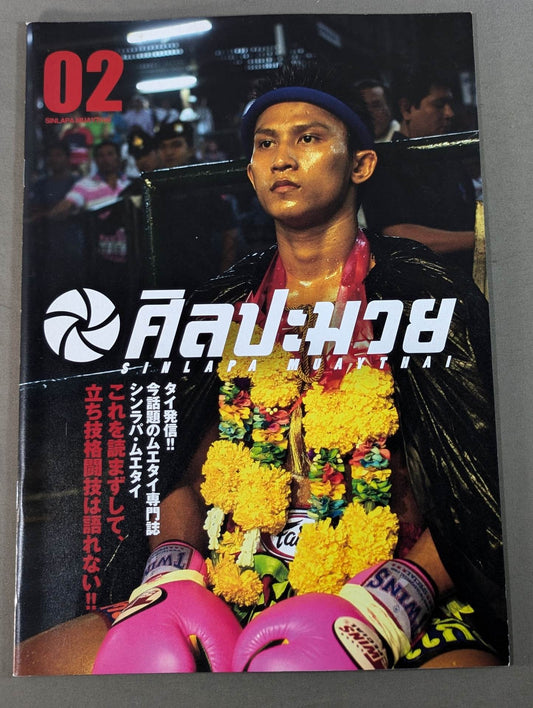 02
SINLAPA MUAYTHAI
ศิลปะมวย
SINLAPA MUAYTHAI
タイ発信!!
今話題のムエタイ専門誌
シンラパ・ムエタイ
これを読まずして、
立ち技格闘技は語れない!!
TWINS
TWINS
TWINS